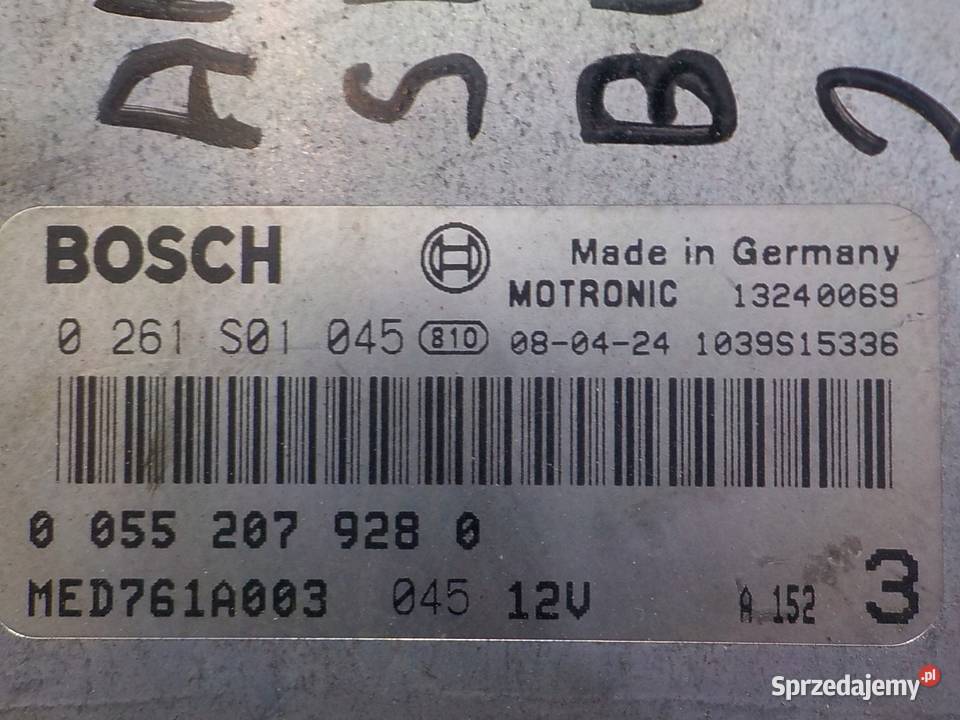 BOSCH Made in Germany
MOTRONIC 13240069
0 261 S01 045 810 08-04-24 1039S15336
0 055 207 928 0
MED761A003 045 12V A 152 3
Sprzedajemy.pl